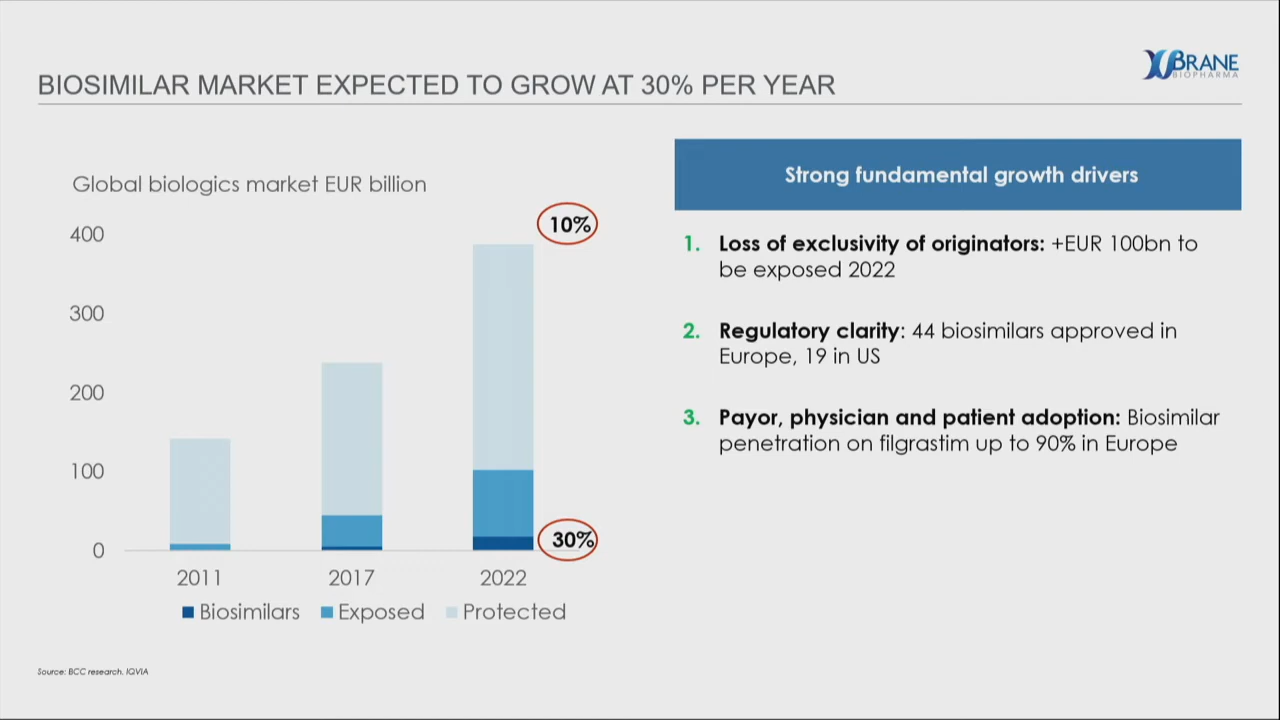 BIOSIMILAR MARKET EXPECTED TO GROW AT 30% PER YEAR
XBRANE
BIOPHARMA
Global biologics market EUR billion
400
300
200
100
0
10%
30%
2011 2017 2022
Biosimilars Exposed Protected
Strong fundamental growth drivers
1. Loss of exclusivity of originators: +EUR 100bn to
be exposed 2022
2. Regulatory clarity: 44 biosimilars approved in
Europe, 19 in US
3. Payor, physician and patient adoption: Biosimilar
penetration on filgrastim up to 90% in Europe
Source: BCC research. IQVIA